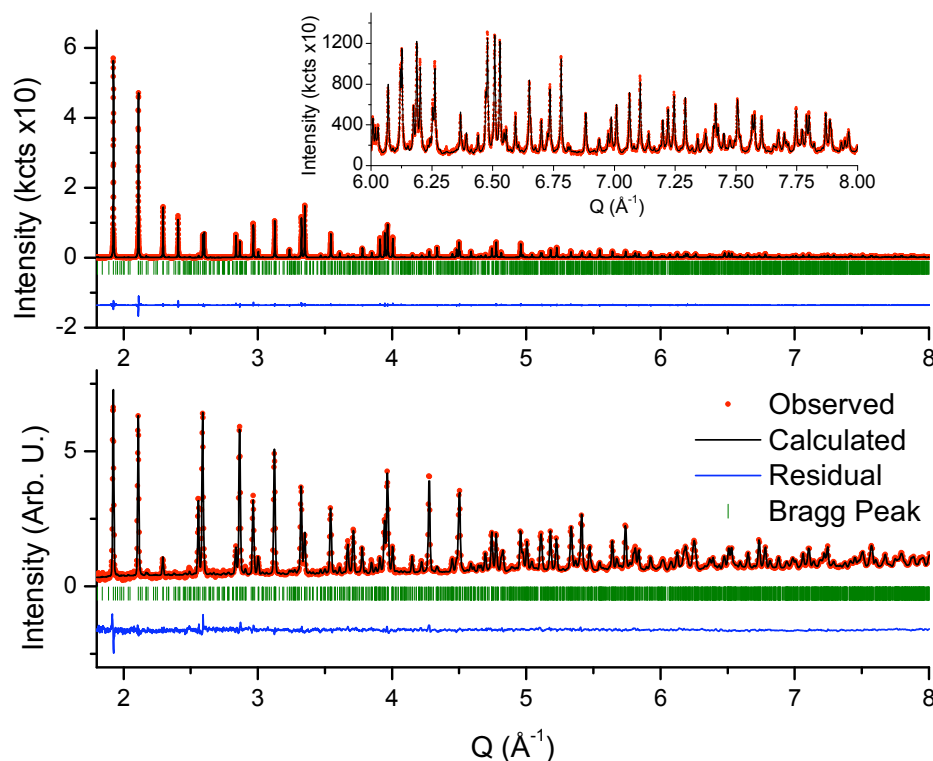 6
4
2
0
-2
Intensity (kcts x10)
2 3 4 5 6 7 8
1200
800
400
0
Intensity (kcts x10)
6.00 6.25 6.50 6.75 7.00 7.25 7.50 7.75 8.00
Q (Å⁻¹)
5
0
Intensity (Arb. U.)
Observed
Calculated
Residual
Bragg Peak
2 3 4 5 6 7 8
Q (Å⁻¹)